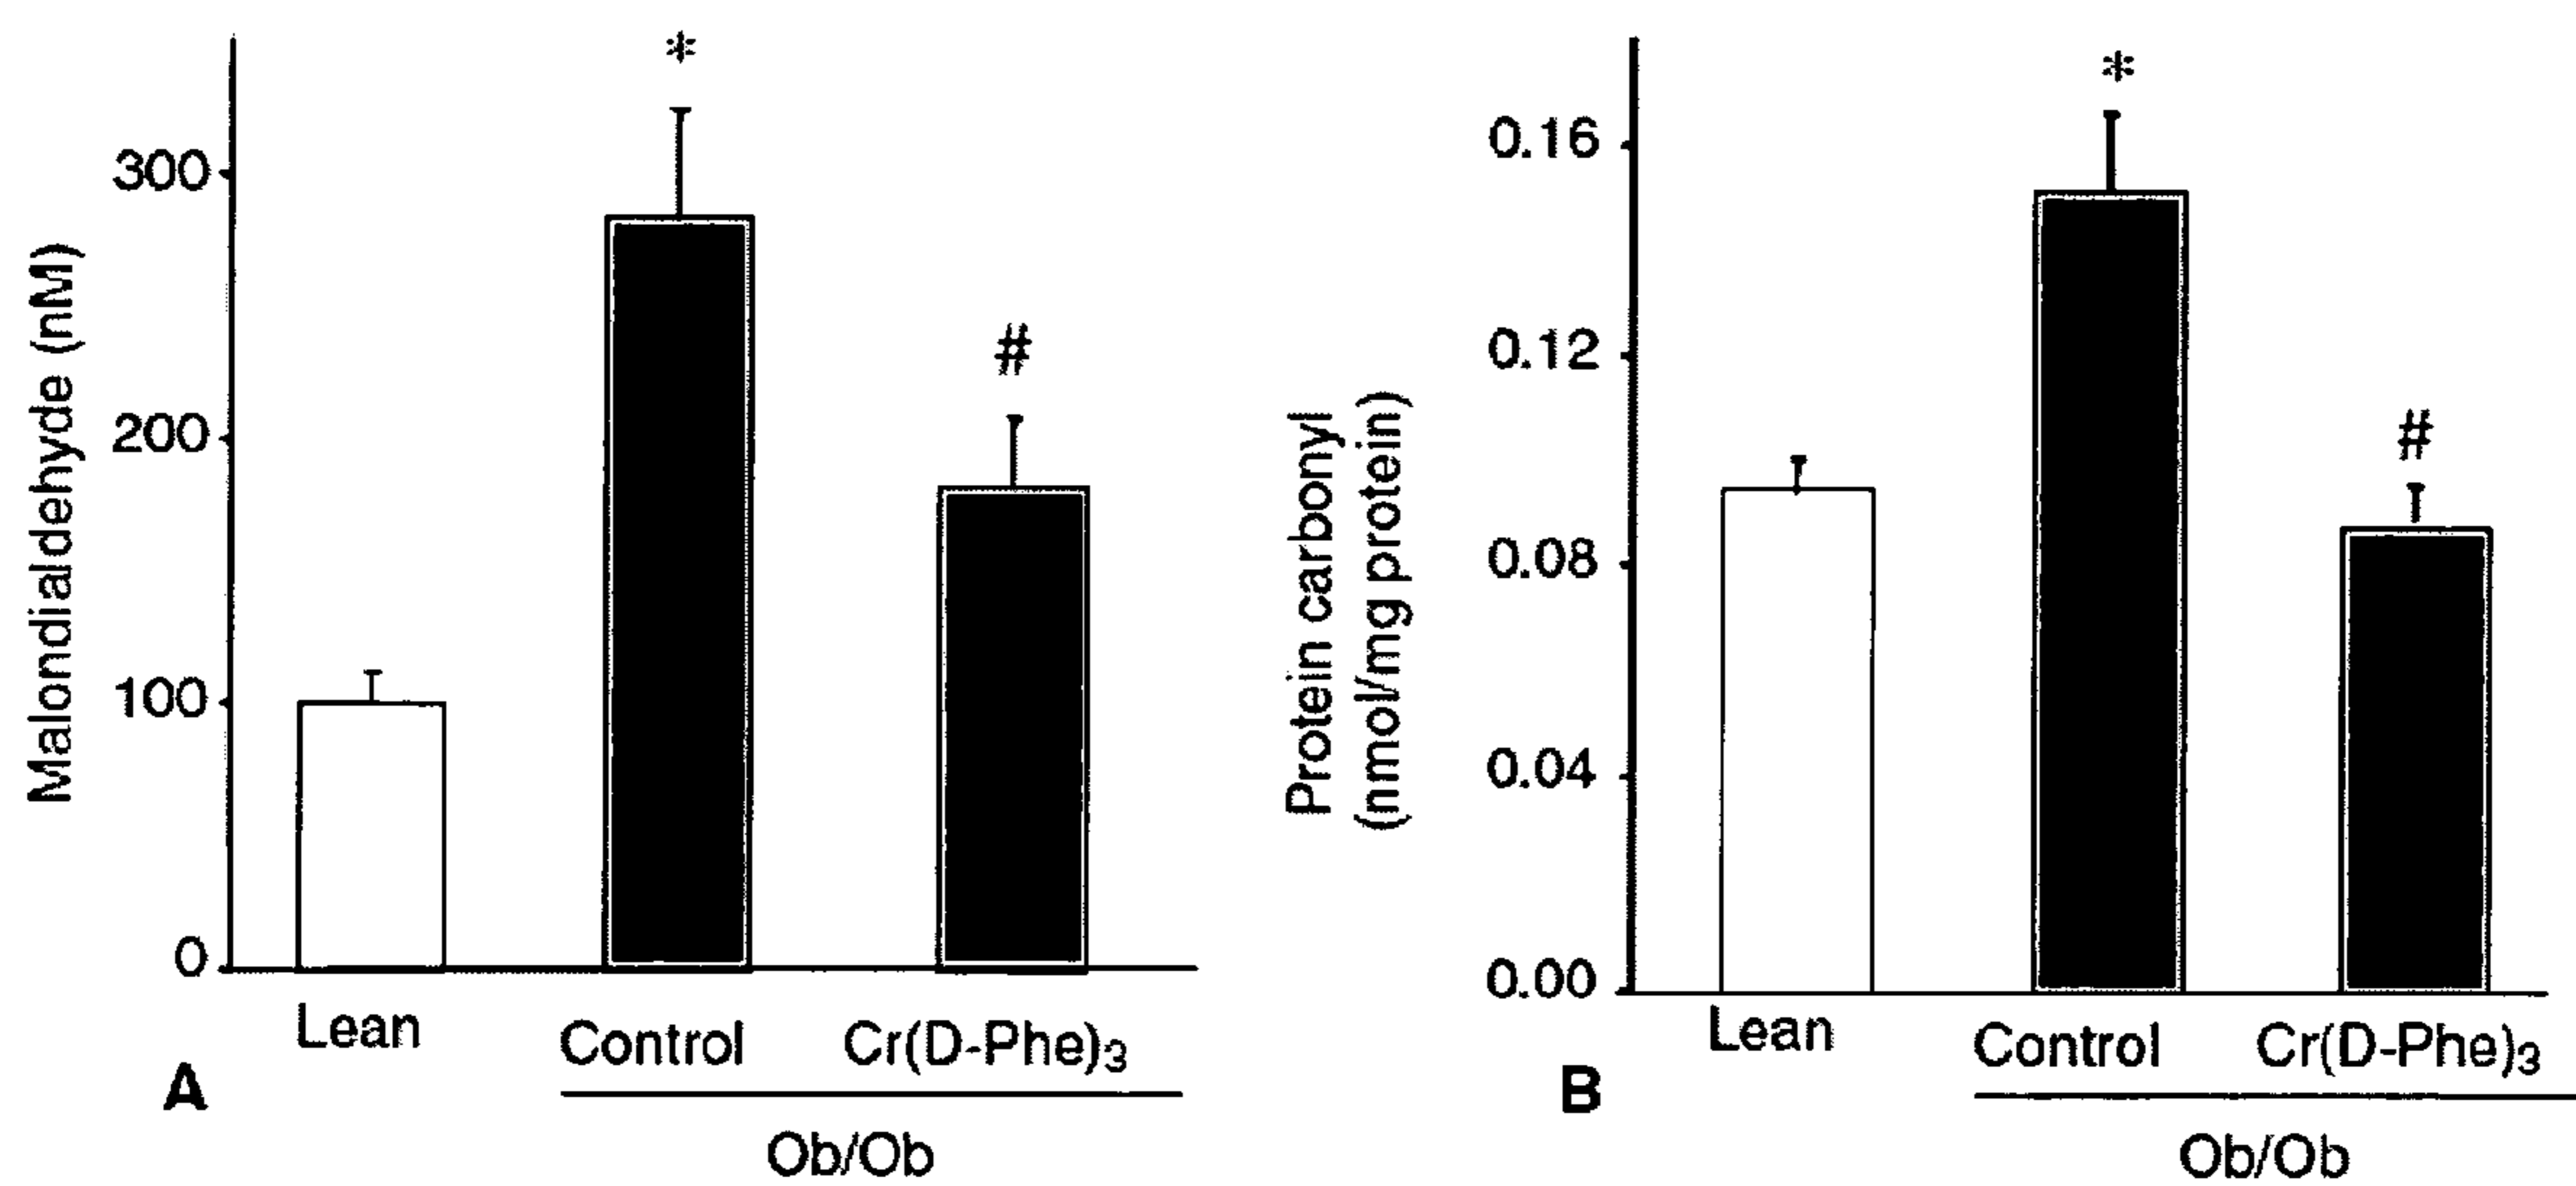 *
300
200
100
0
Malondialdehyde (nM)
#
Lean
Control
Cr(D-Phe)3
A
Ob/Ob
*
0.16
0.12
0.08
0.04
0.00
Protein carbonyl
(nmol/mg protein)
#
Lean
Control
Cr(D-Phe)3
B
Ob/Ob